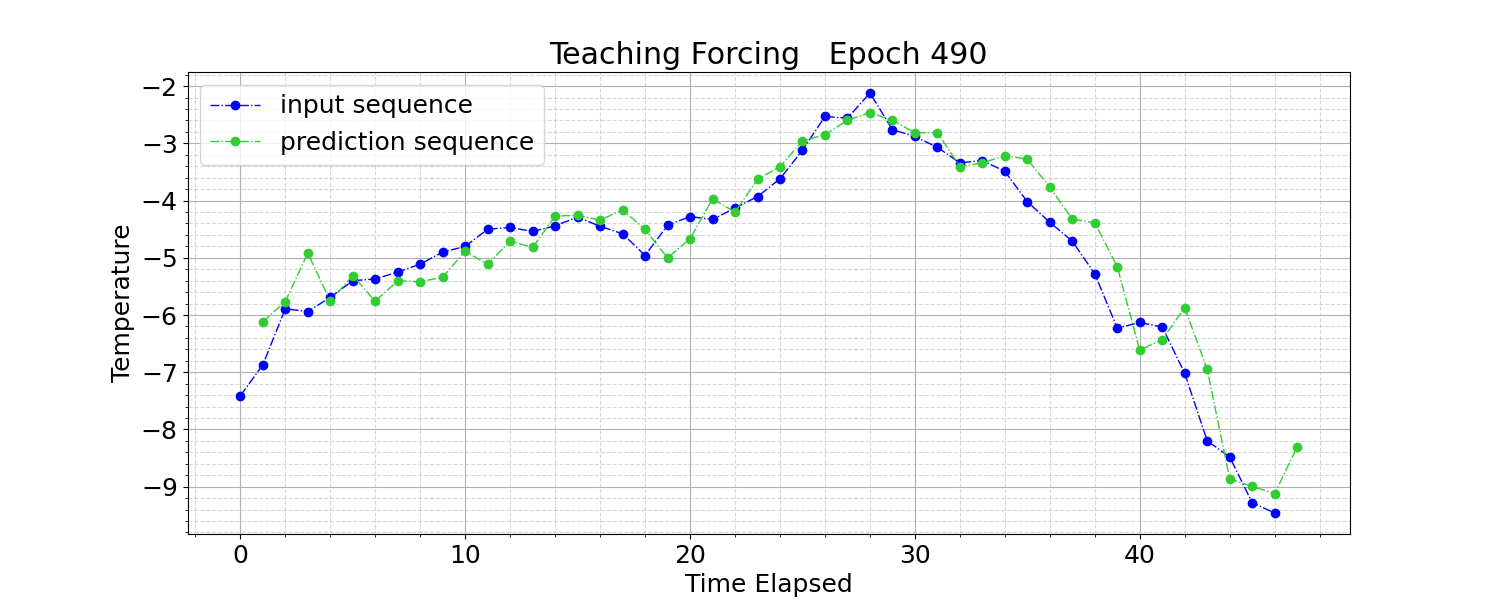 Teaching Forcing   Epoch 490
input sequence
prediction sequence
−2
−3
−4
−5
−6
−7
−8
−9
Temperature
0 10 20 30 40
Time Elapsed